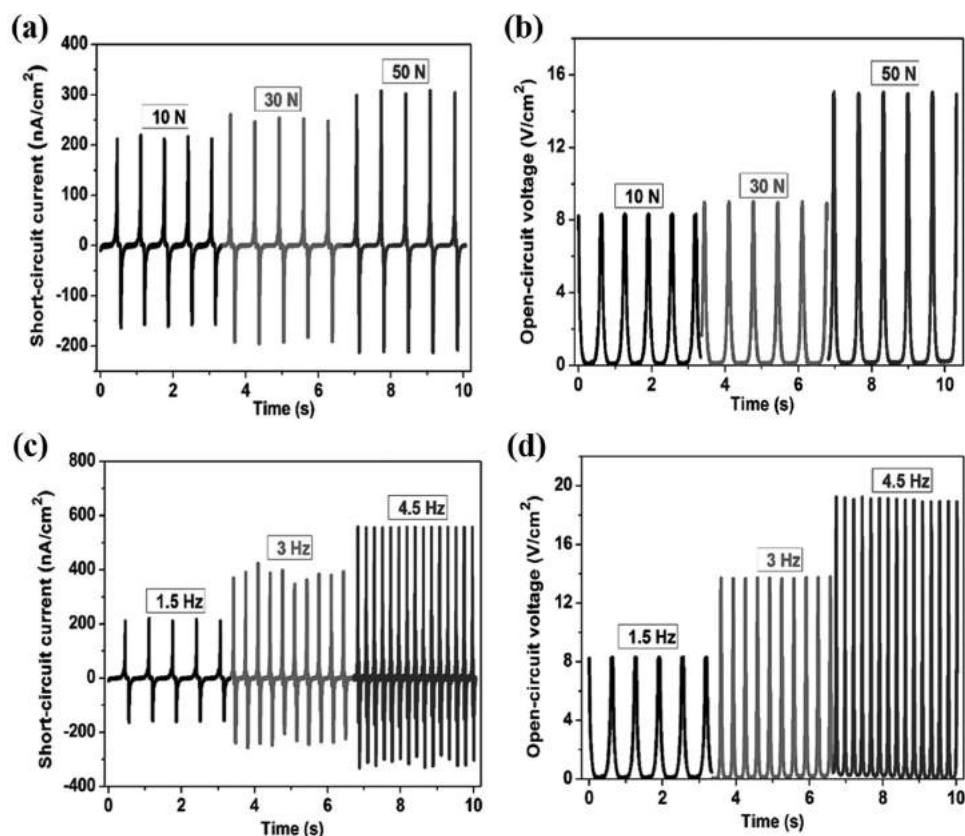 (a)
Short-circuit current (nA/cm²)
400
300
200
100
0
-100
-200
10 N
30 N
50 N
0 2 4 6 8 10
Time (s)
(b)
Open-circuit voltage (V/cm²)
16
12
8
4
0
10 N
30 N
50 N
0 2 4 6 8 10
Time (s)
(c)
Short-circuit current (nA/cm²)
800
600
400
200
0
-200
-400
1.5 Hz
3 Hz
4.5 Hz
0 2 4 6 8 10
Time (s)
(d)
Open-circuit voltage (V/cm²)
20
16
12
8
4
0
1.5 Hz
3 Hz
4.5 Hz
0 2 4 6 8 10
Time (s)